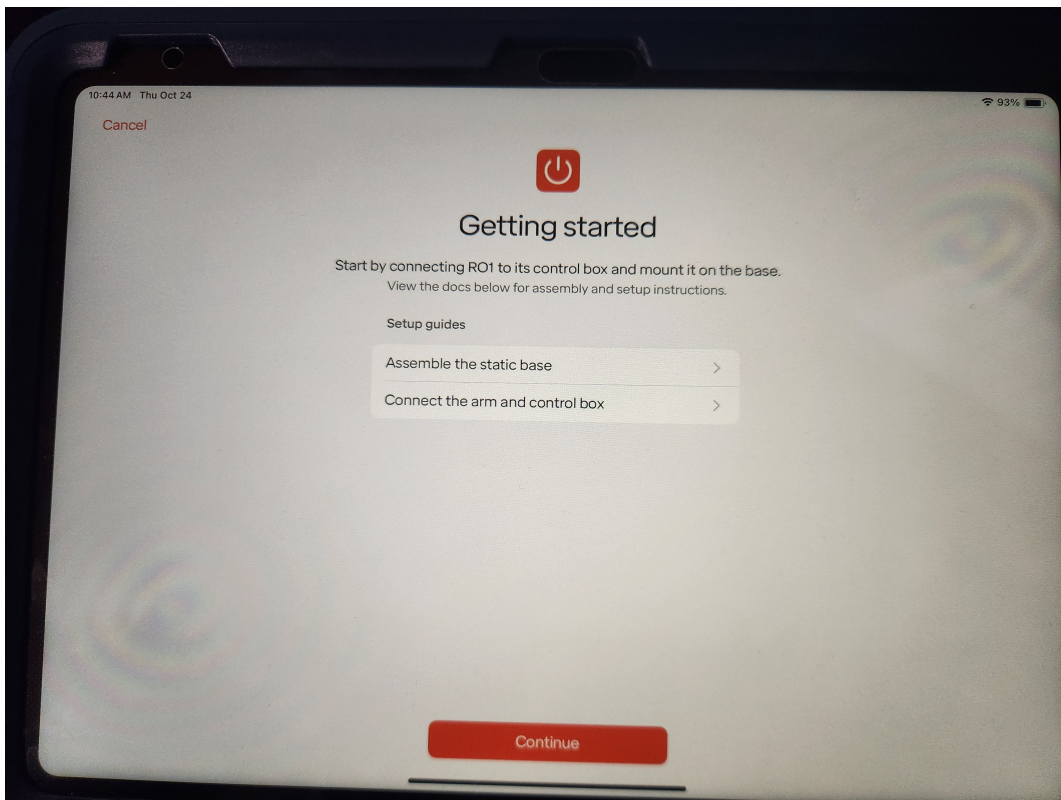 10:44 AM Thu Oct 24
93%
Cancel
Getting started
Start by connecting RO1 to its control box and mount it on the base.
View the docs below for assembly and setup instructions.
Setup guides
Assemble the static base
Connect the arm and control box
Continue